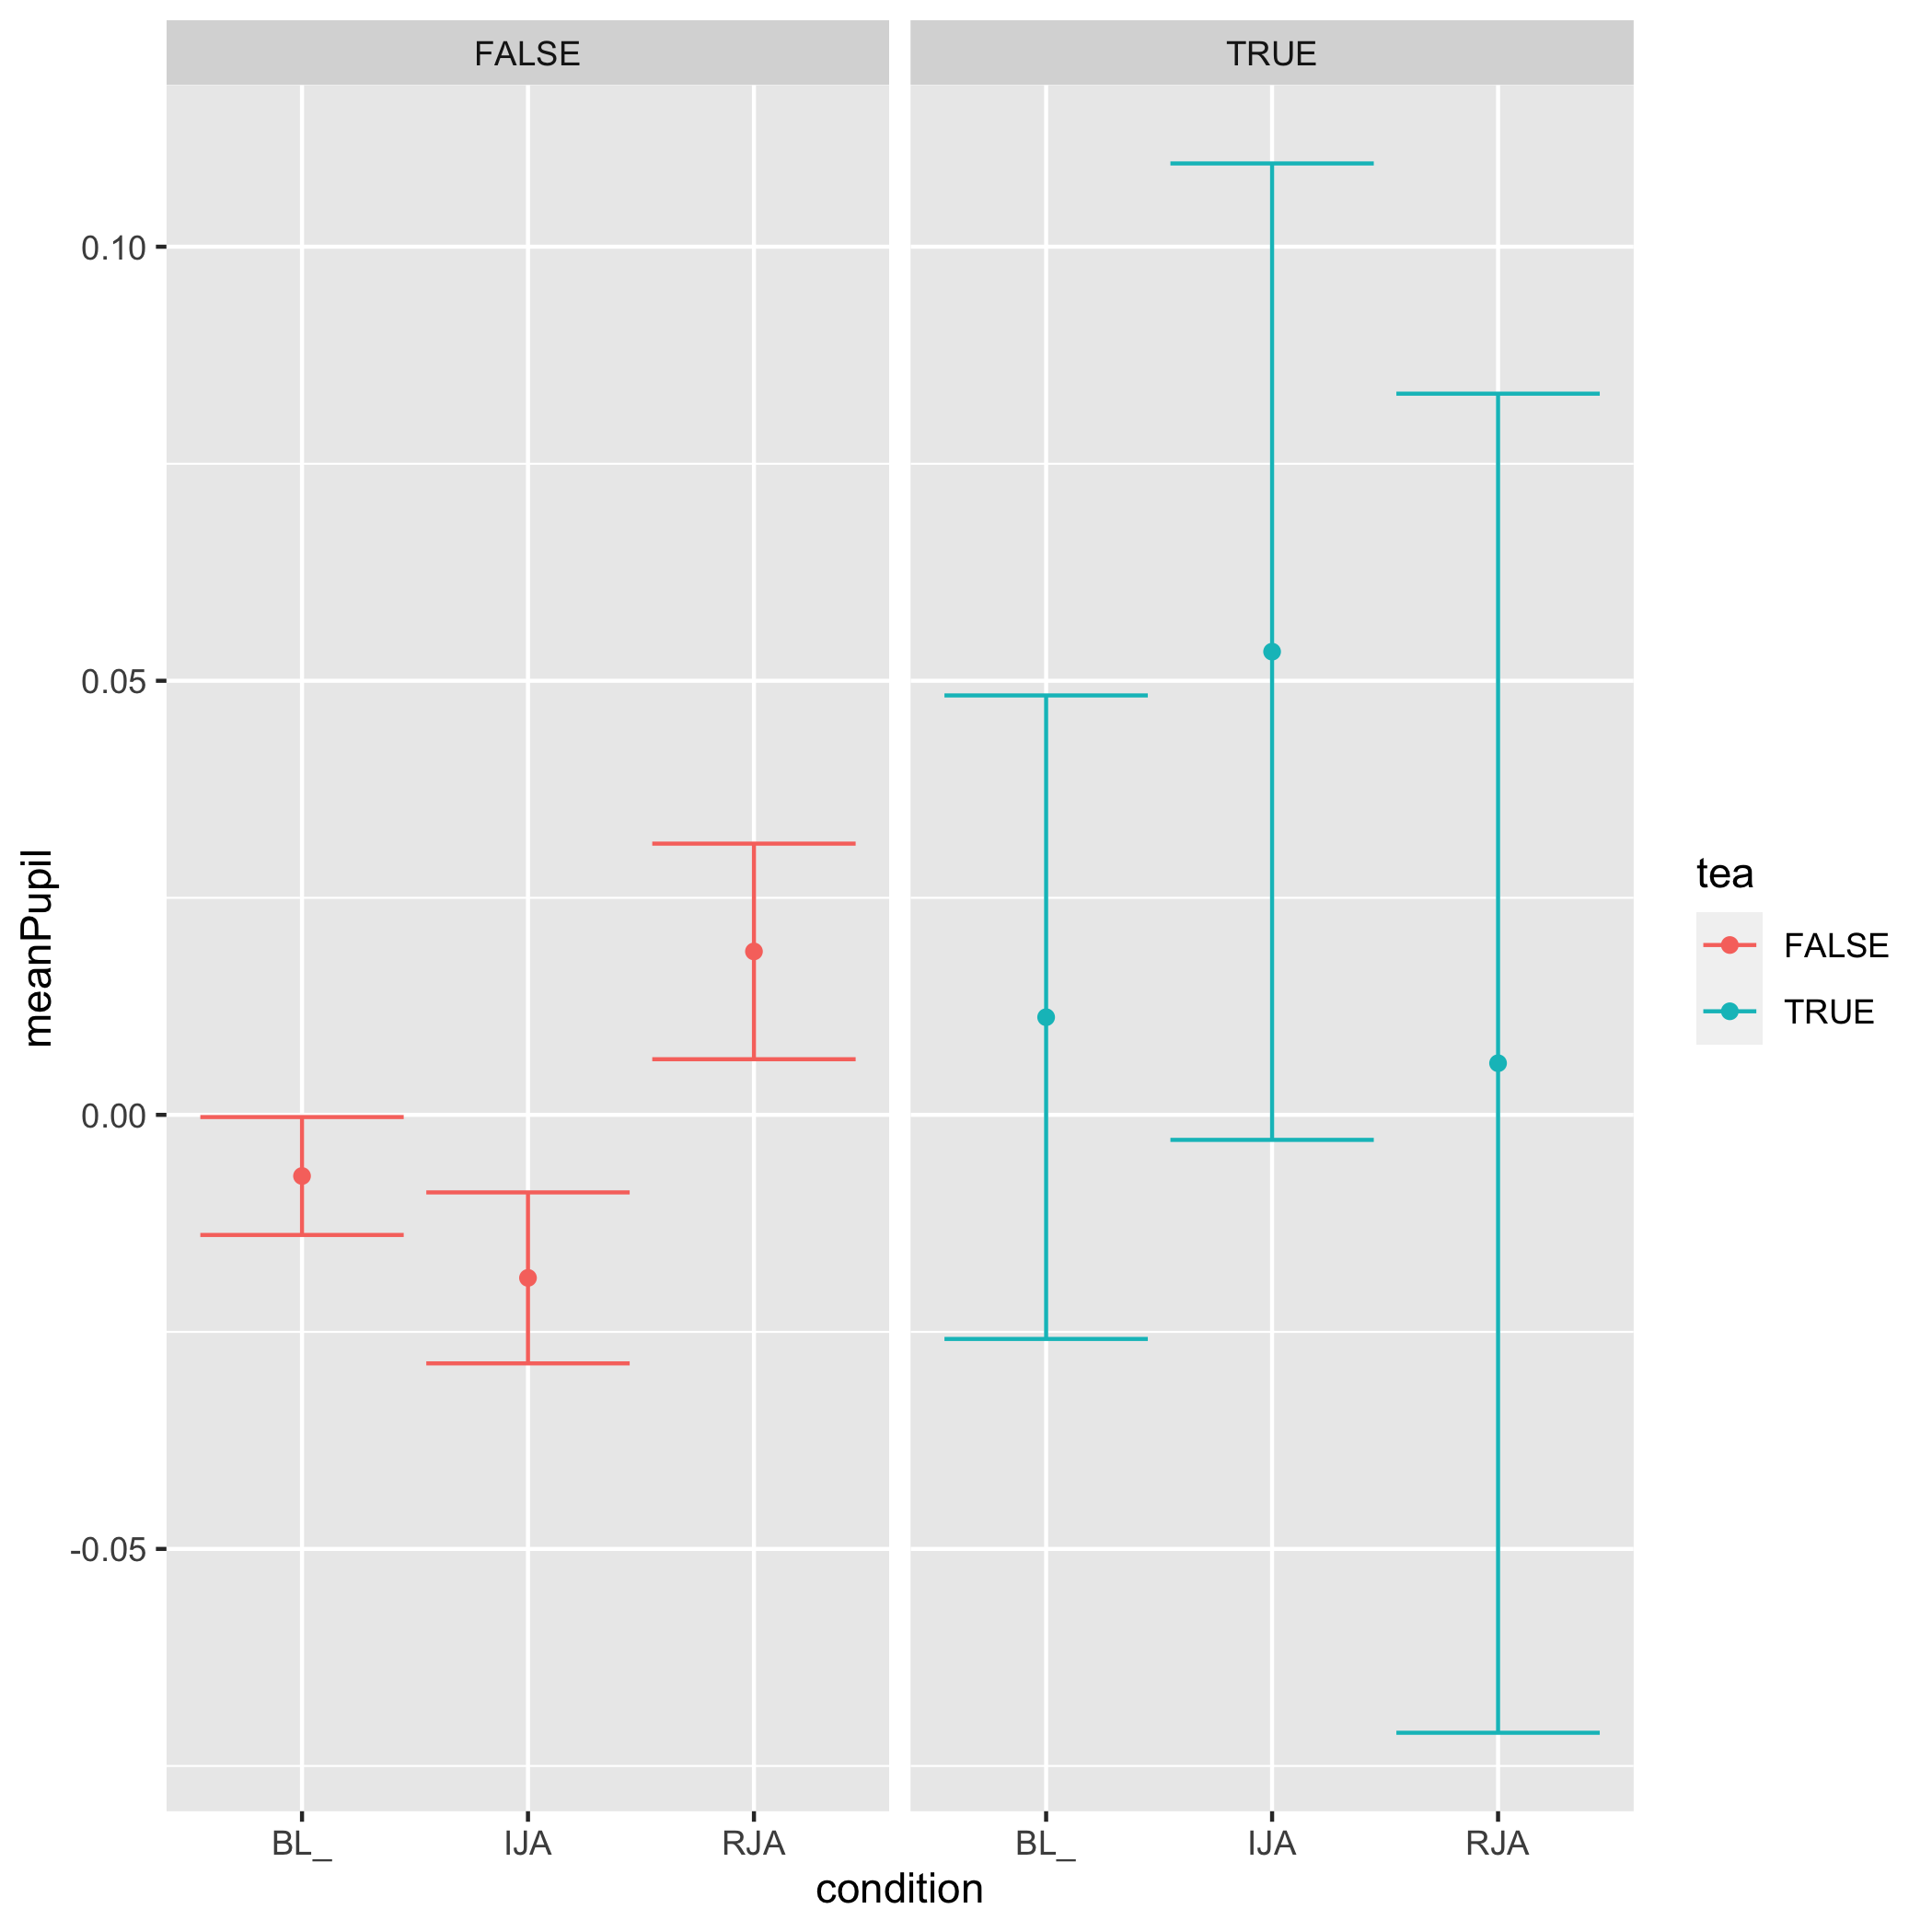 FALSE TRUE
0.10
0.05
0.00
-0.05
meanPupil
BL_ IJA RJA BL_ IJA RJA
condition
tea
FALSE
TRUE